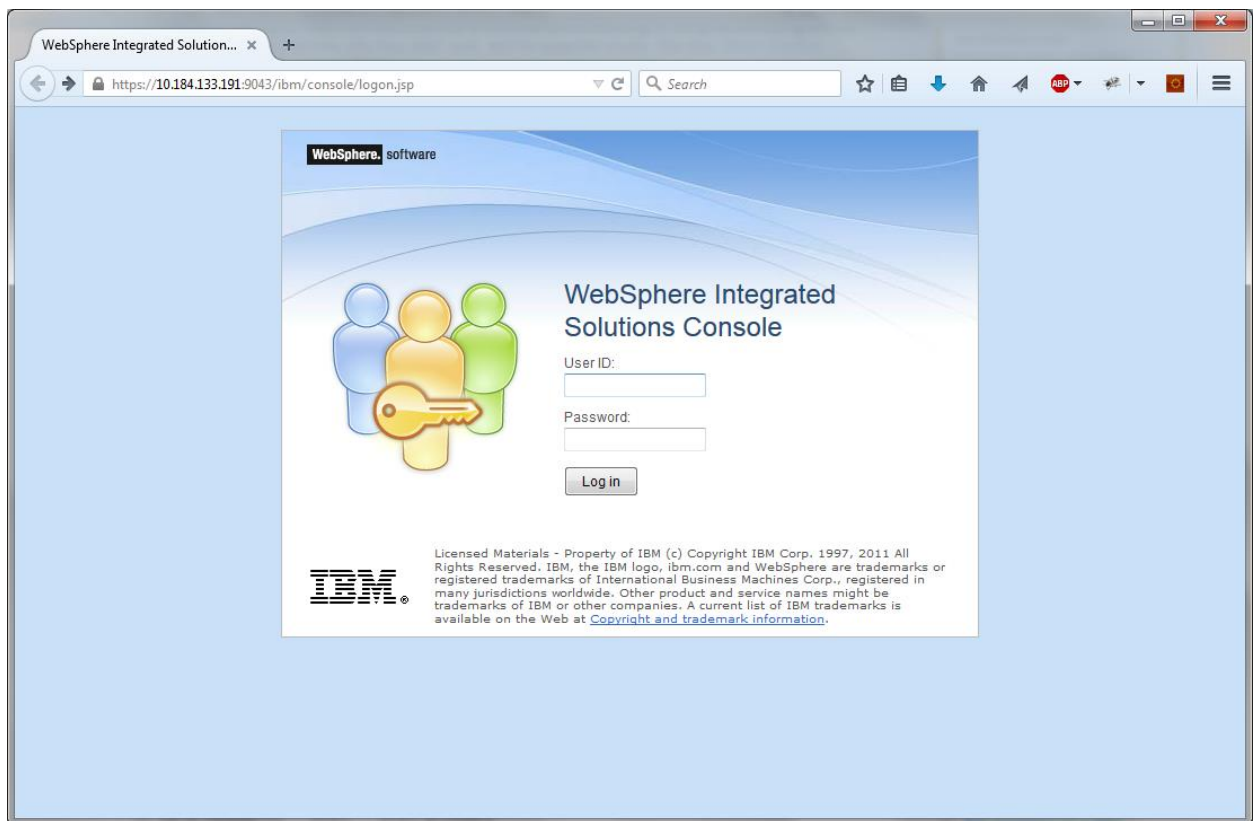 WebSphere Integrated Solution...
https://10.184.133.191:9043/ibm/console/logon.jsp
Search
ABP
WebSphere. software
WebSphere Integrated
Solutions Console
User ID:
Password:
Log in
IBM®
Licensed Materials - Property of IBM (c) Copyright IBM Corp. 1997, 2011 All
Rights Reserved. IBM, the IBM logo, ibm.com and WebSphere are trademarks or
registered trademarks of International Business Machines Corp., registered in
many jurisdictions worldwide. Other product and service names might be
trademarks of IBM or other companies. A current list of IBM trademarks is
available on the Web at Copyright and trademark information.